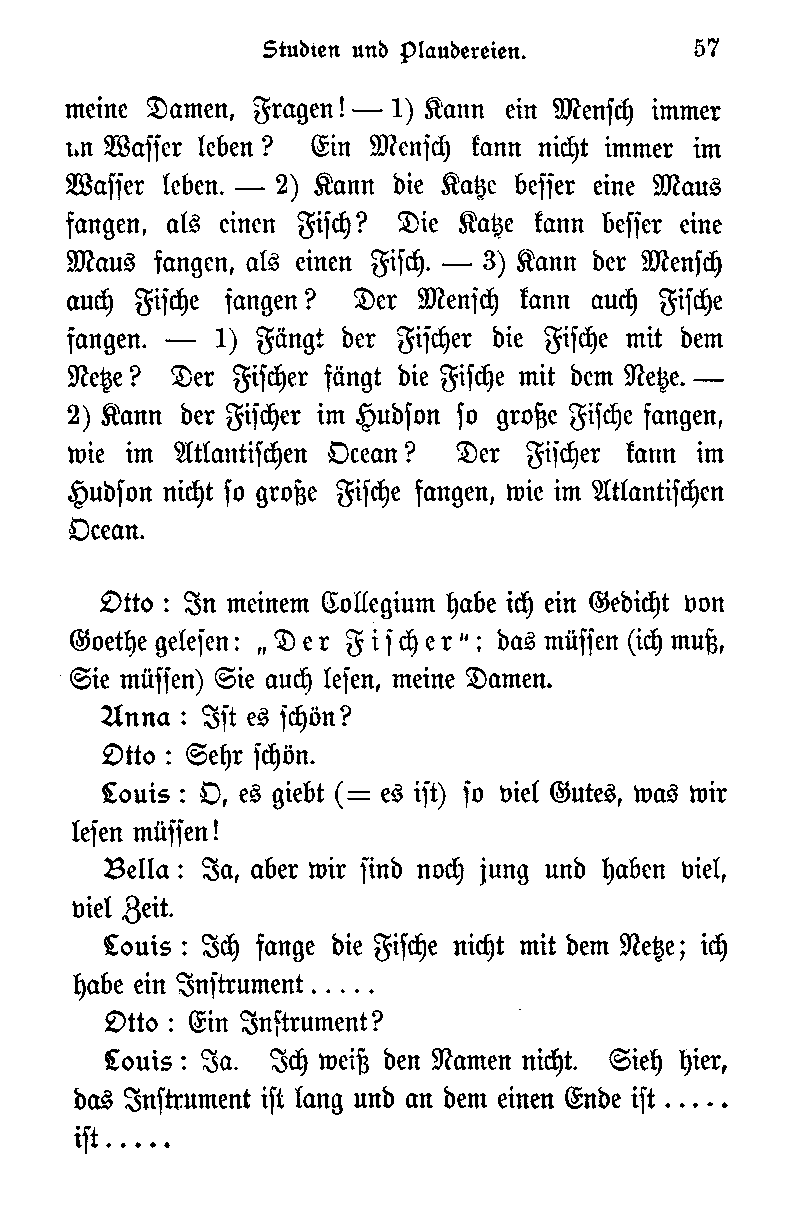 Studien und Plaudereien. 57
meine Damen, Fragen! — 1) Kann ein Mensch immer
im Wasser leben? Ein Mensch kann nicht immer im
Wasser leben. — 2) Kann die Katze besser eine Maus
fangen, als einen Fisch? Die Katze kann besser eine
Maus fangen, als einen Fisch. — 3) Kann der Mensch
auch Fische fangen? Der Mensch kann auch Fische
fangen. — 1) Fängt der Fischer die Fische mit dem
Netze? Der Fischer fängt die Fische mit dem Netze. —
2) Kann der Fischer im Hudson so große Fische fangen,
wie im Atlantischen Ocean? Der Fischer kann im
Hudson nicht so große Fische fangen, wie im Atlantischen
Ocean.
Otto : In meinem Collegium habe ich ein Gedicht von
Goethe gelesen: „Der Fischer"; das müssen (ich muß,
Sie müssen) Sie auch lesen, meine Damen.
Anna : Ist es schön?
Otto : Sehr schön.
Louis : O, es giebt (= es ist) so viel Gutes, was wir
lesen müssen!
Bella : Ja, aber wir sind noch jung und haben viel,
viel Zeit.
Louis : Ich fange die Fische nicht mit dem Netze; ich
habe ein Instrument . . . . .
Otto : Ein Instrument?
Louis : Ja. Ich weiß den Namen nicht. Sieh hier,
das Instrument ist lang und an dem einen Ende ist . . . . .
ist . . . . .